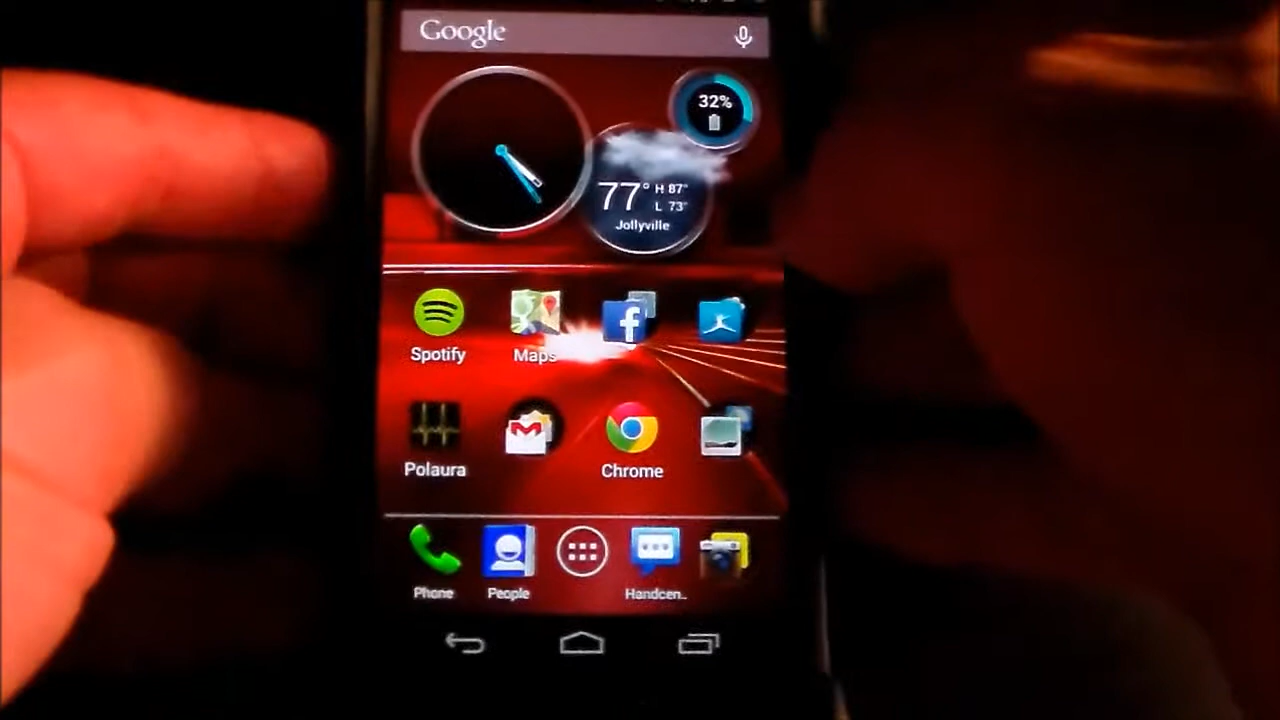 Google
32%
77° H 87°
L 73°
Jollyville
Spotify Maps
Polaura Chrome
Phone People Handcen..